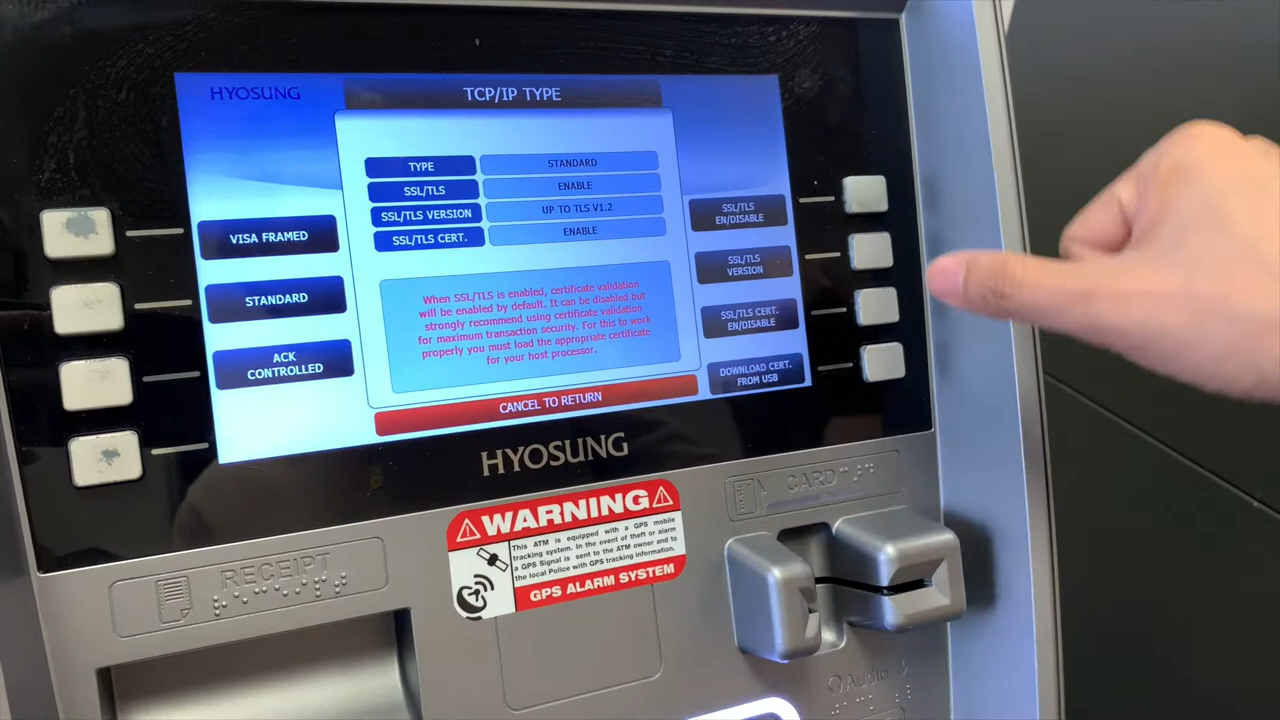 HYOSUNG
TCP/IP TYPE
TYPE
STANDARD
SSL/TLS
ENABLE
SSL/TLS VERSION
UP TO TLS V1.2
SSL/TLS CERT.
ENABLE
VISA FRAMED
STANDARD
ACK
CONTROLLED
SSL/TLS
EN/DISABLE
SSL/TLS
VERSION
SSL/TLS CERT.
EN/DISABLE
DOWNLOAD CERT.
FROM USB
When SSL/TLS is enabled, certificate validation
will be enabled by default. It can be disabled but
strongly recommend using certificate validation
for maximum transaction security. For this to work
properly you must load the appropriate certificate
for your host processor.
CANCEL TO RETURN
HYOSUNG
WARNING
This ATM is equipped with a GPS mobile
tracking system. In the event of theft or alarm
a GPS Signal is sent to the ATM owner and to
the local Police with GPS tracking information.
GPS ALARM SYSTEM
CARD
RECEIPT
Audio